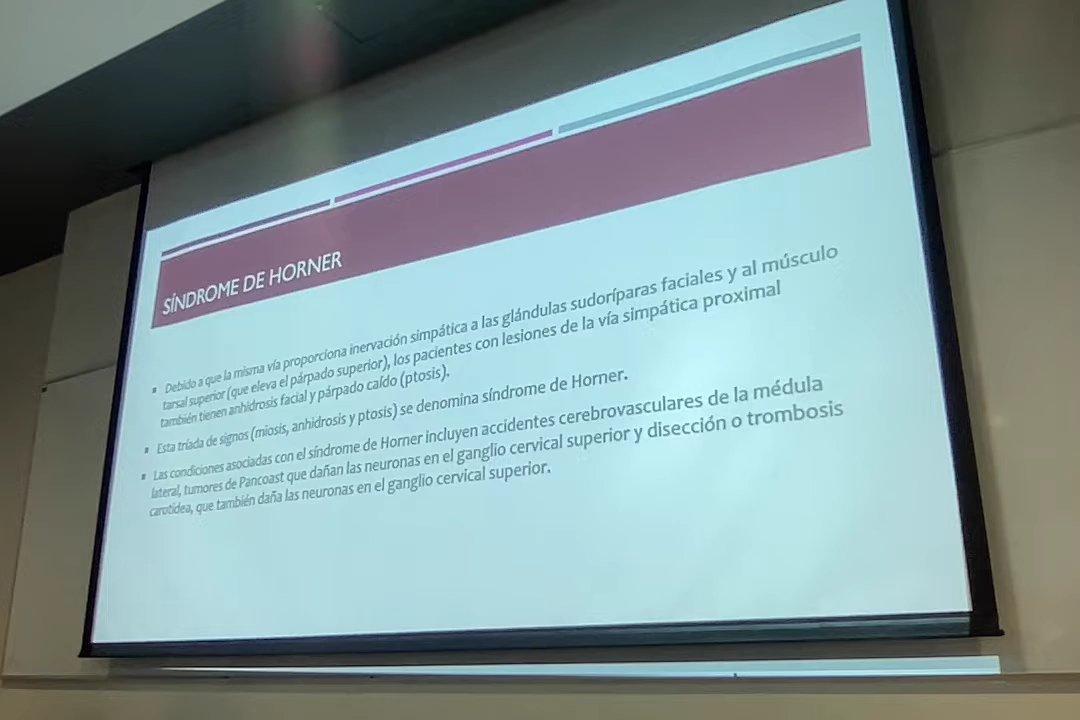 SÍNDROME DE HORNER
▪ Debido a que la misma vía proporciona inervación simpática a las glándulas sudoríparas faciales y al músculo
tarsal superior (que eleva el párpado superior), los pacientes con lesiones de la vía simpática proximal
también tienen anhidrosis facial y párpado caído (ptosis).
▪ Esta tríada de signos (miosis, anhidrosis y ptosis) se denomina síndrome de Horner.
▪ Las condiciones asociadas con el síndrome de Horner incluyen accidentes cerebrovasculares de la médula
lateral, tumores de Pancoast que dañan las neuronas en el ganglio cervical superior y disección o trombosis
carotídea, que también daña las neuronas en el ganglio cervical superior.